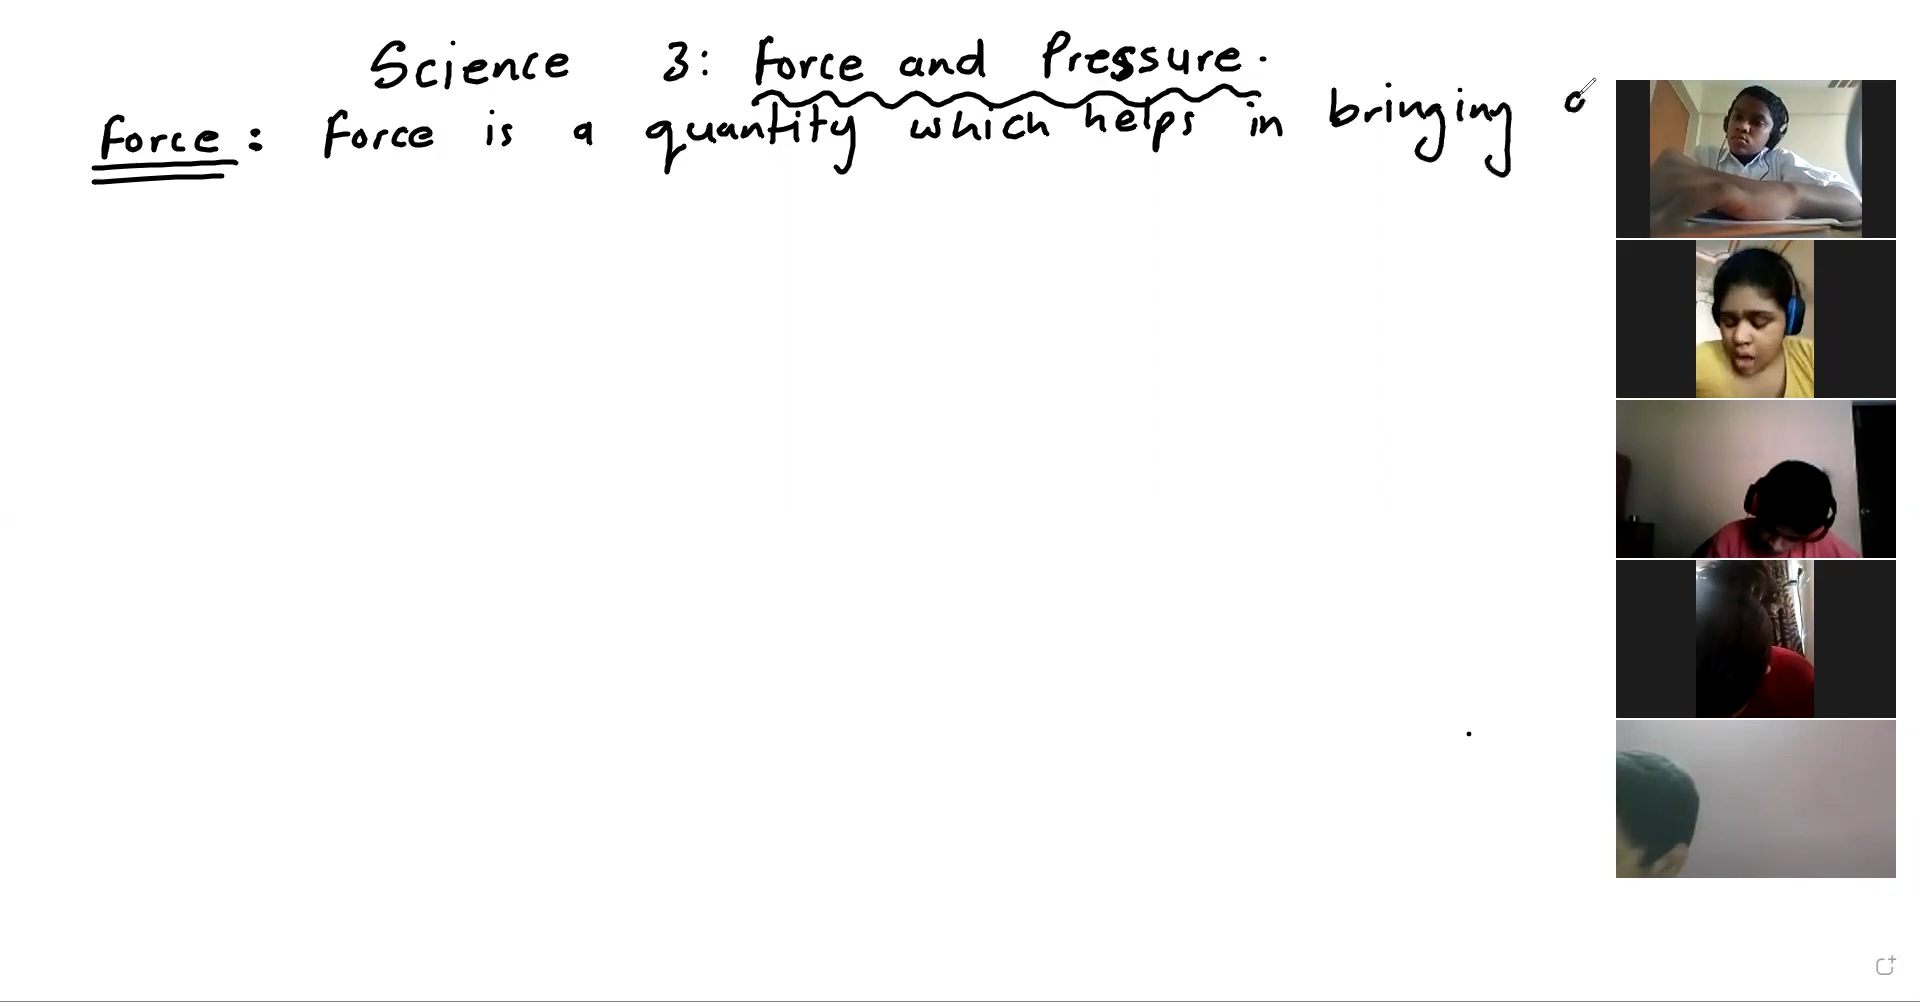 Science 3: Force and Pressure.
Force: Force is a quantity which helps in bringing